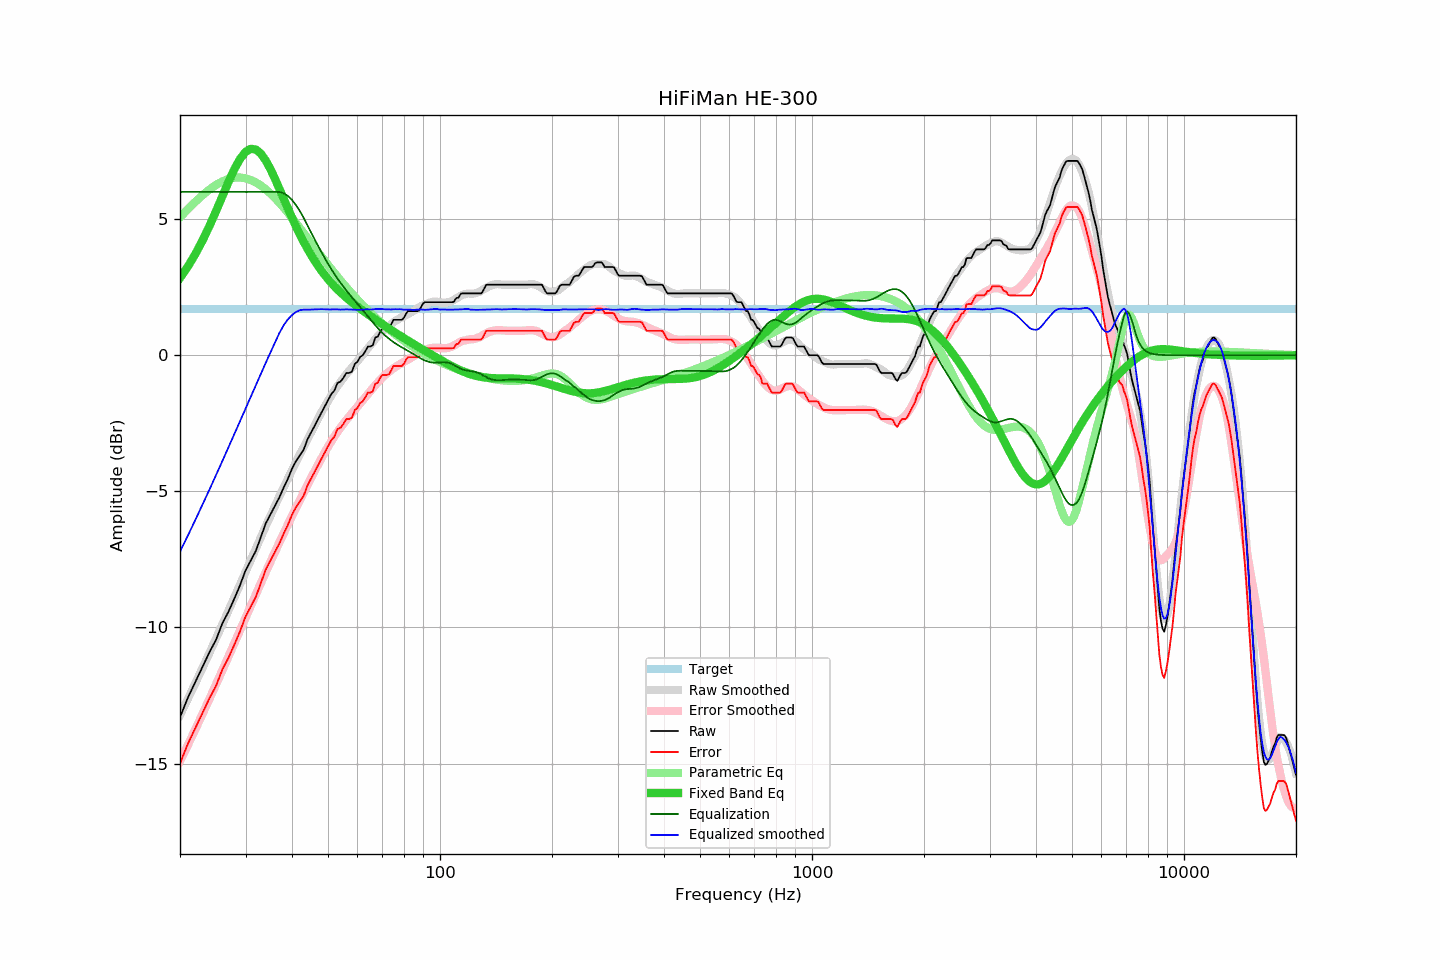 HiFiMan HE-300
Amplitude (dBr)
5
0
−5
−10
−15
Target
Raw Smoothed
Error Smoothed
Raw
Error
Parametric Eq
Fixed Band Eq
Equalization
Equalized smoothed
100
1000
10000
Frequency (Hz)